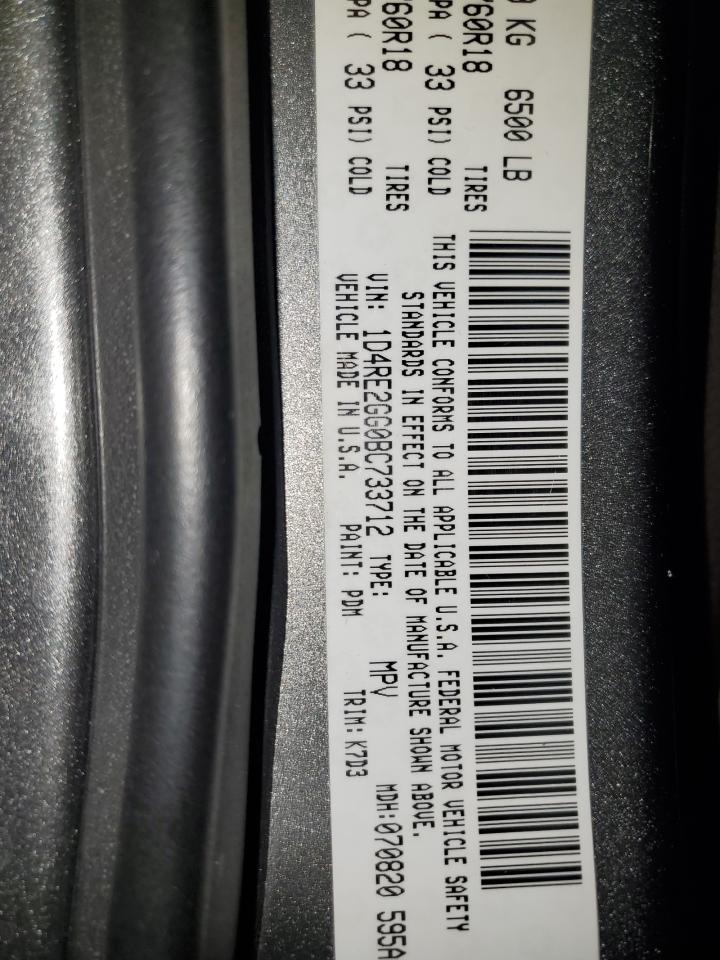 0 KG 6500 LB
/60R18 TIRES
PA ( 33 PSI) COLD
/60R18 TIRES
PA ( 33 PSI) COLD
THIS VEHICLE CONFORMS TO ALL APPLICABLE U.S.A. FEDERAL MOTOR VEHICLE SAFETY
STANDARDS IN EFFECT ON THE DATE OF MANUFACTURE SHOWN ABOVE.
VIN: 1D4RE2GG0BC733712 TYPE: MPV MDH:070820 595A
VEHICLE MADE IN U.S.A. PAINT: PDM TRIM: K7D3